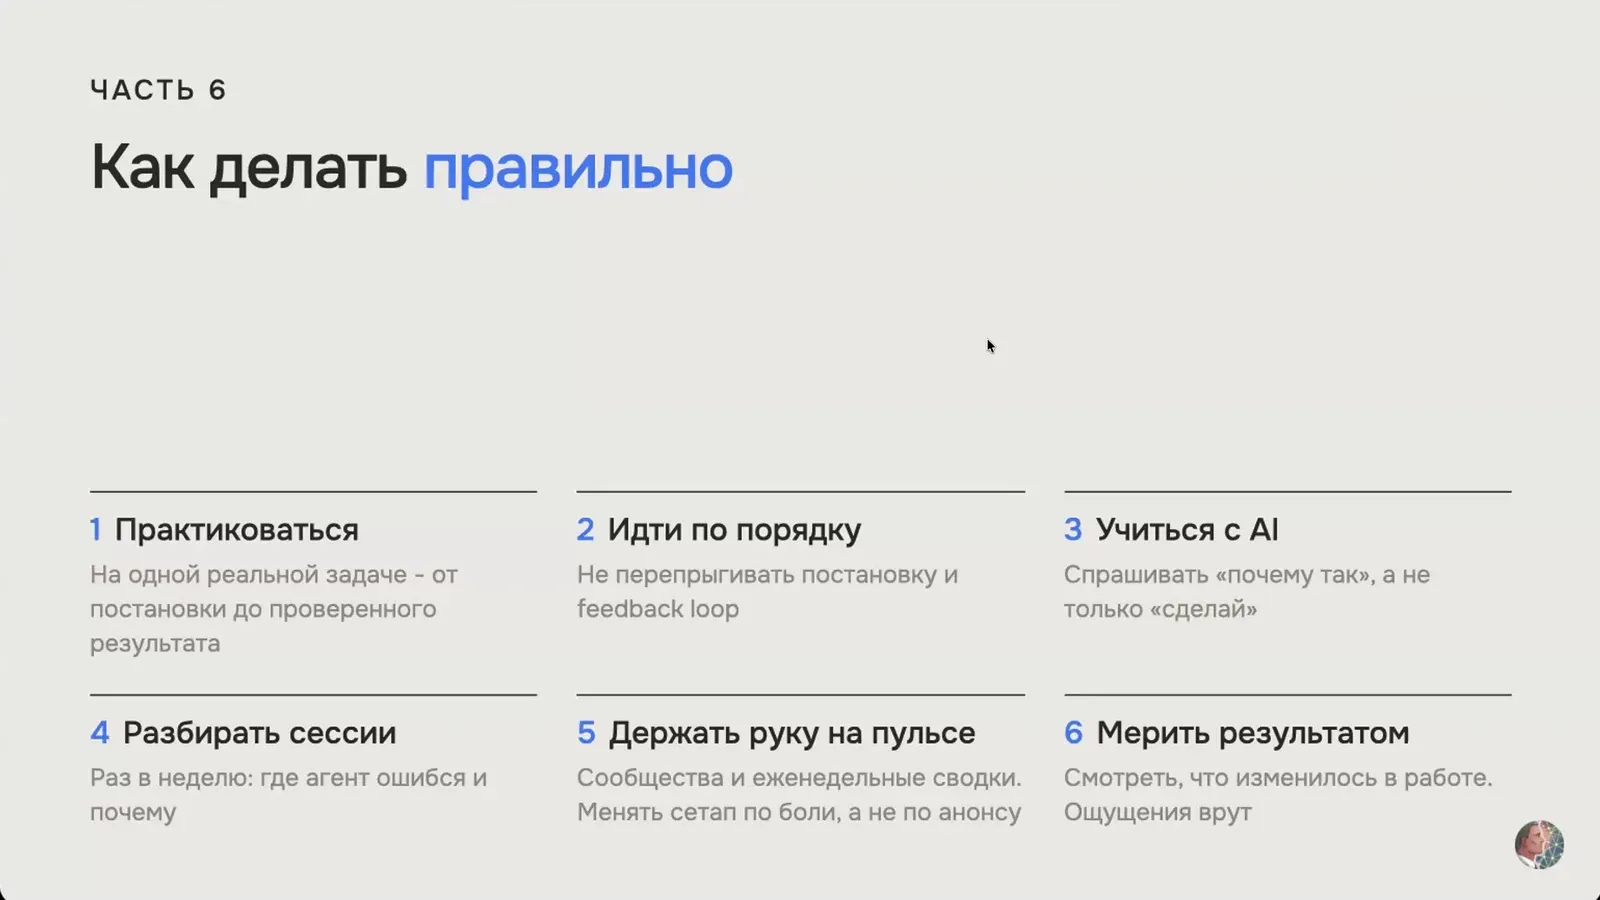 ЧАСТЬ 6
Как делать правильно
1 Практиковаться
На одной реальной задаче - от
постановки до проверенного
результата
2 Идти по порядку
Не перепрыгивать постановку и
feedback loop
3 Учиться с AI
Спрашивать «почему так», а не
только «сделай»
4 Разбирать сессии
Раз в неделю: где агент ошибся и
почему
5 Держать руку на пульсе
Сообщества и еженедельные сводки.
Менять сетап по боли, а не по анонсу
6 Мерить результатом
Смотреть, что изменилось в работе.
Ощущения врут